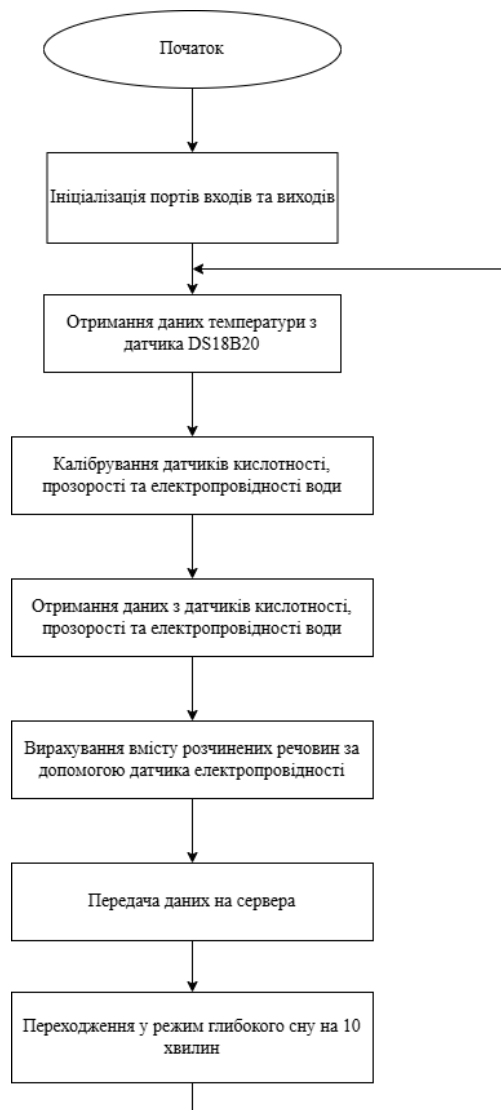 Початок
Ініціалізація портів входів та виходів
Отримання даних температури з
датчика DS18B20
Калібрування датчиків кислотності,
прозорості та електропровідності води
Отримання даних з датчиків кислотності,
прозорості та електропровідності води
Вирахування вмісту розчинених речовин за
допомогою датчика електропровідності
Передача даних на сервера
Переходження у режим глибокого сну на 10
хвилин